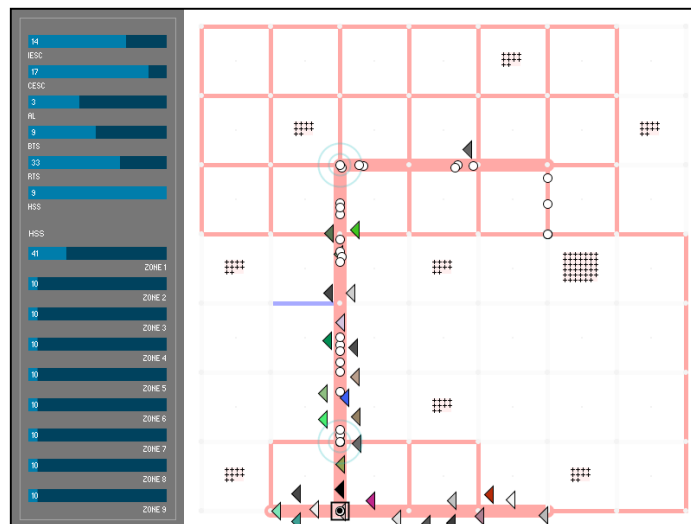 14
IESC
17
CESC
3
AL
9
BTS
33
RTS
9
HSS
HSS
41
ZONE 1
10
ZONE 2
10
ZONE 3
10
ZONE 4
10
ZONE 5
10
ZONE 6
10
ZONE 7
10
ZONE 8
10
ZONE 9